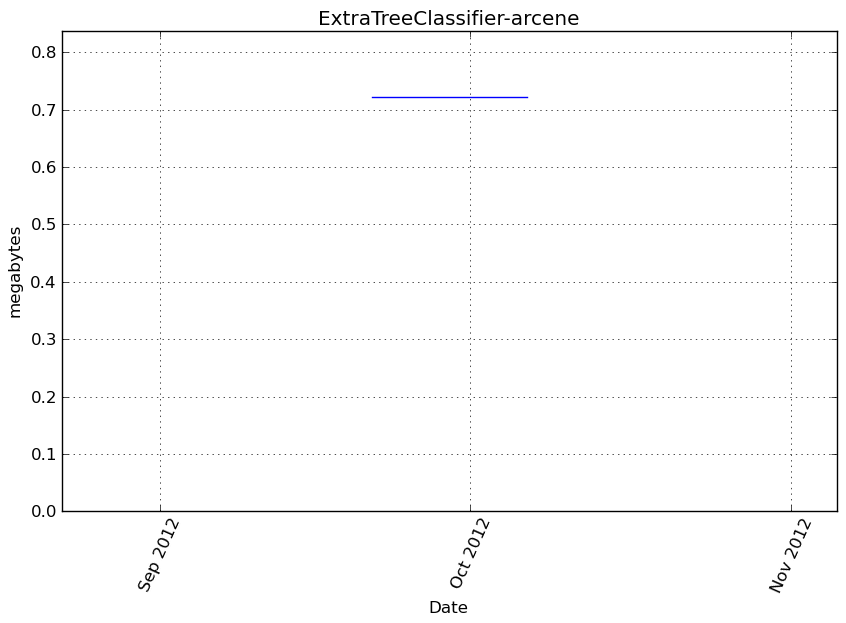 ExtraTreeClassifier-arcene
0.8
0.7
0.6
0.5
0.4
0.3
0.2
0.1
0.0
megabytes
Sep 2012
Oct 2012
Nov 2012
Date